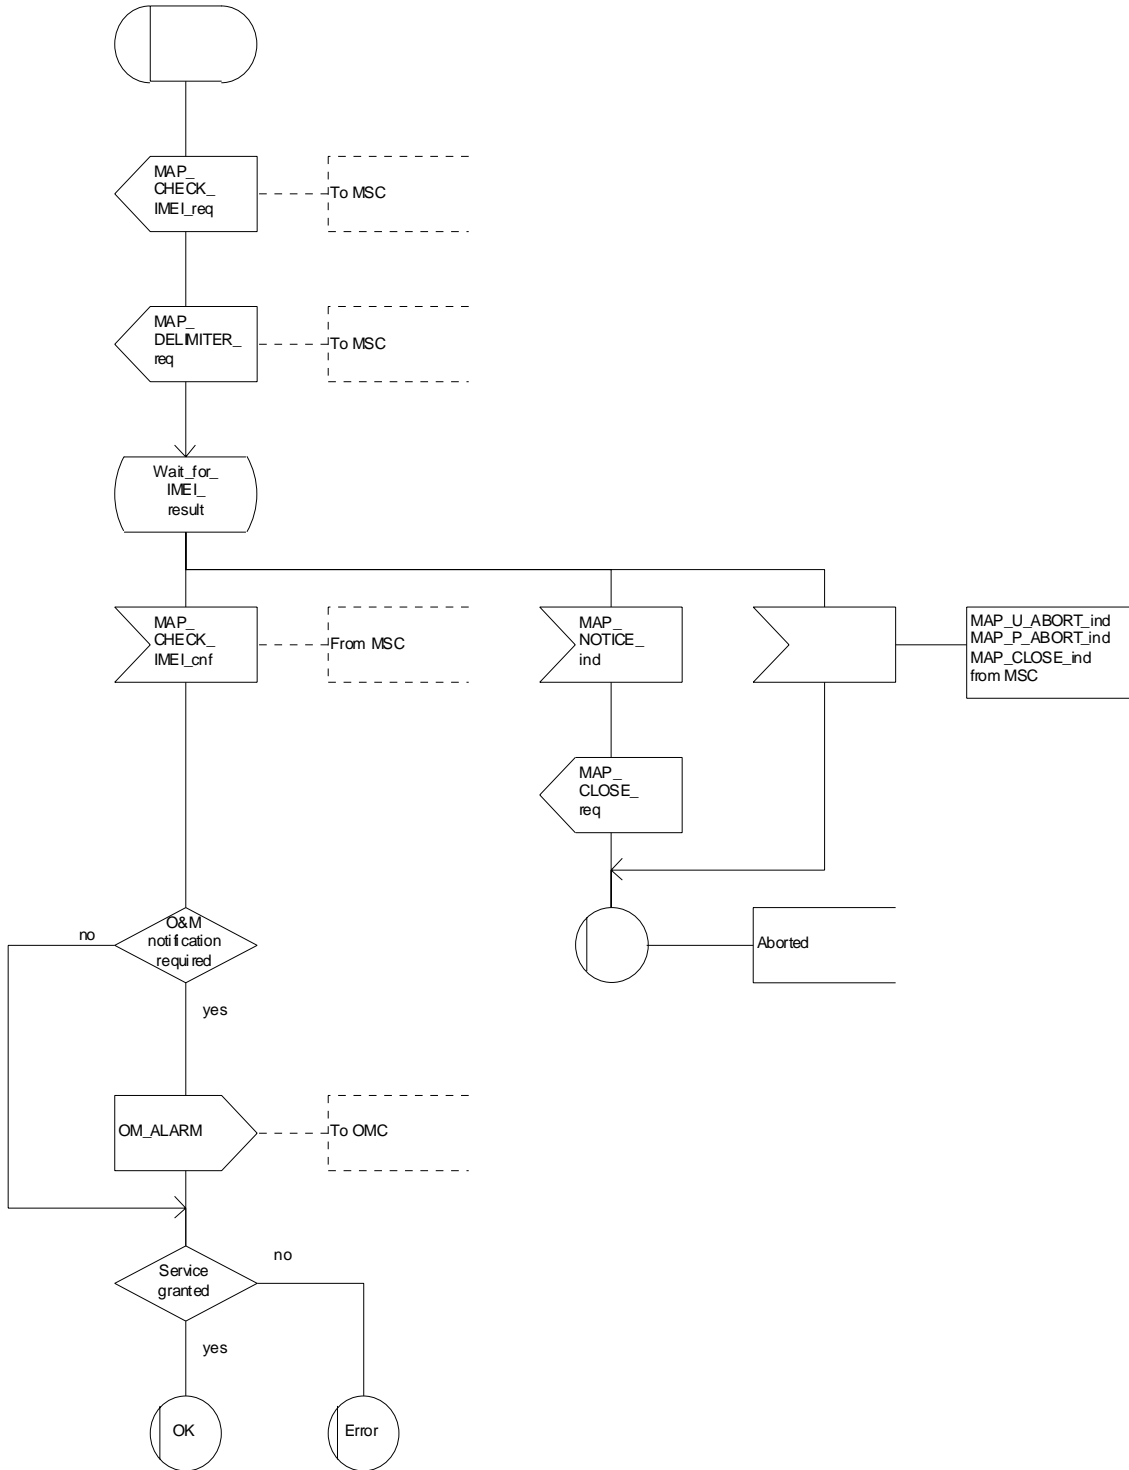 MAP_
CHECK_
IMEI_req
To MSC
MAP_
DELIMITER_
req
To MSC
Wait_for_
IMEI_
result
MAP_
CHECK_
IMEI_cnf
From MSC
MAP_
NOTICE_
ind
MAP_U_ABORT_ind
MAP_P_ABORT_ind
MAP_CLOSE_ind
from MSC
MAP_
CLOSE_
req
no
O&M
notification
required
yes
Aborted
OM_ALARM
To OMC
no
Service
granted
yes
OK
Error